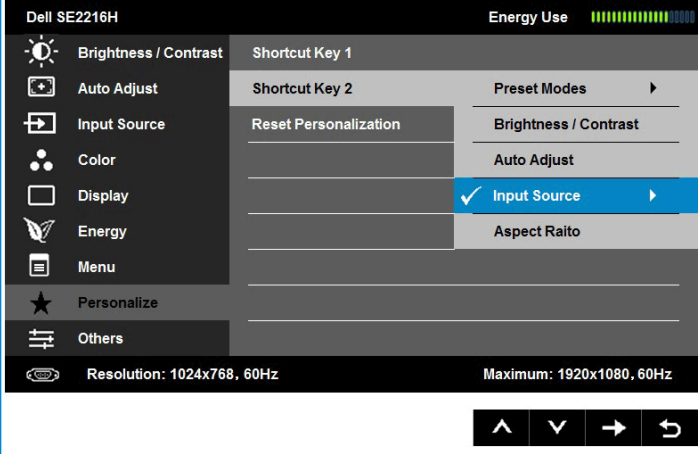 Dell SE2216H Energy Use
Brightness / Contrast Shortcut Key 1
Auto Adjust Shortcut Key 2 Preset Modes
Input Source Reset Personalization Brightness / Contrast
Color Auto Adjust
Display Input Source
Energy Aspect Raito
Menu
Personalize
Others
Resolution: 1024x768, 60Hz Maximum: 1920x1080, 60Hz